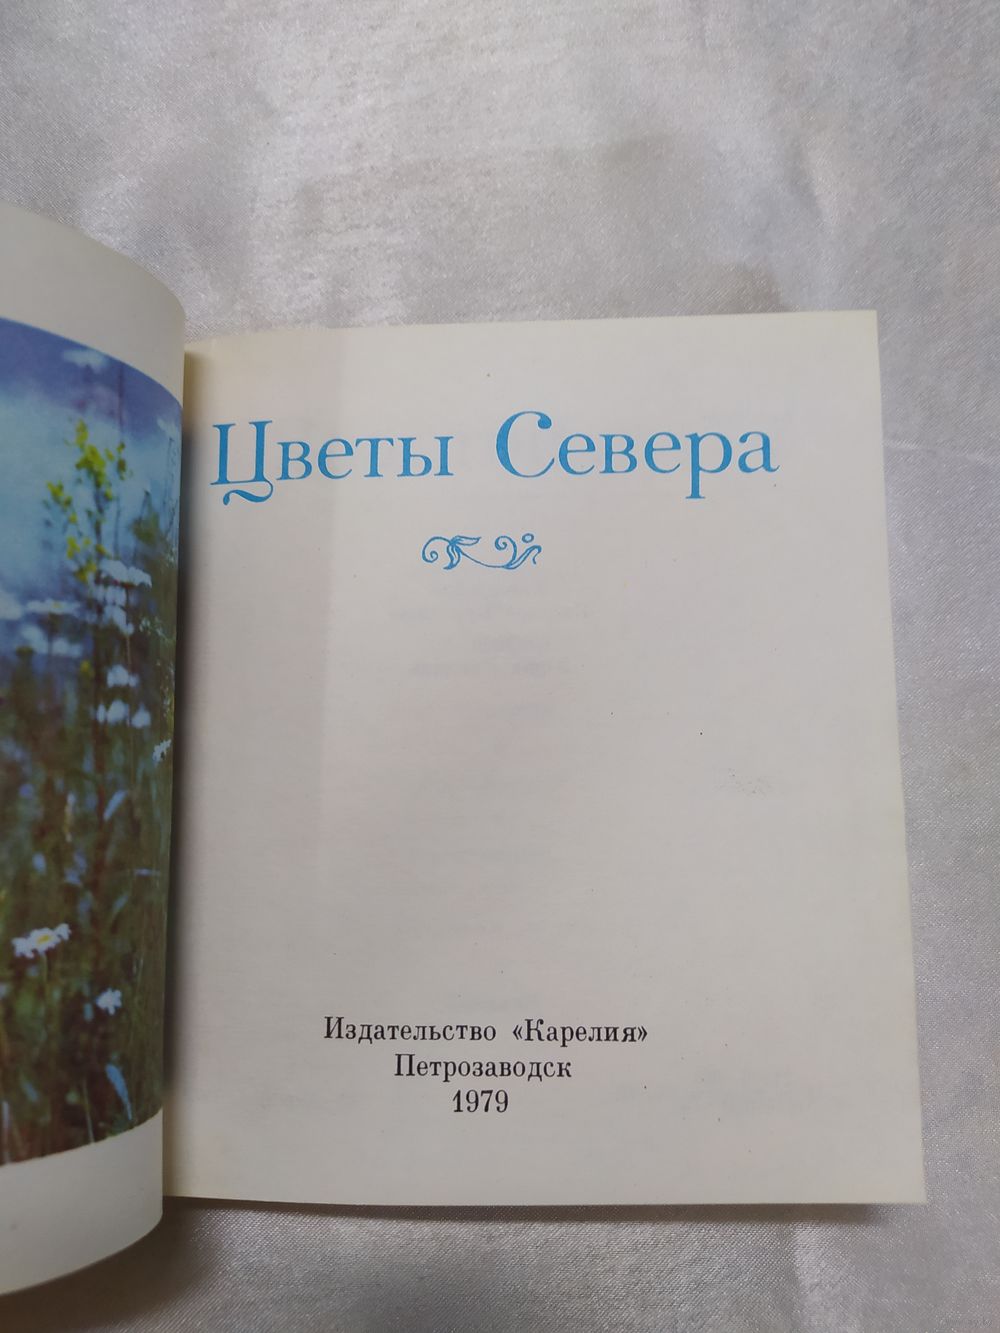 Цветы Севера
Издательство «Карелия»
Петрозаводск
1979